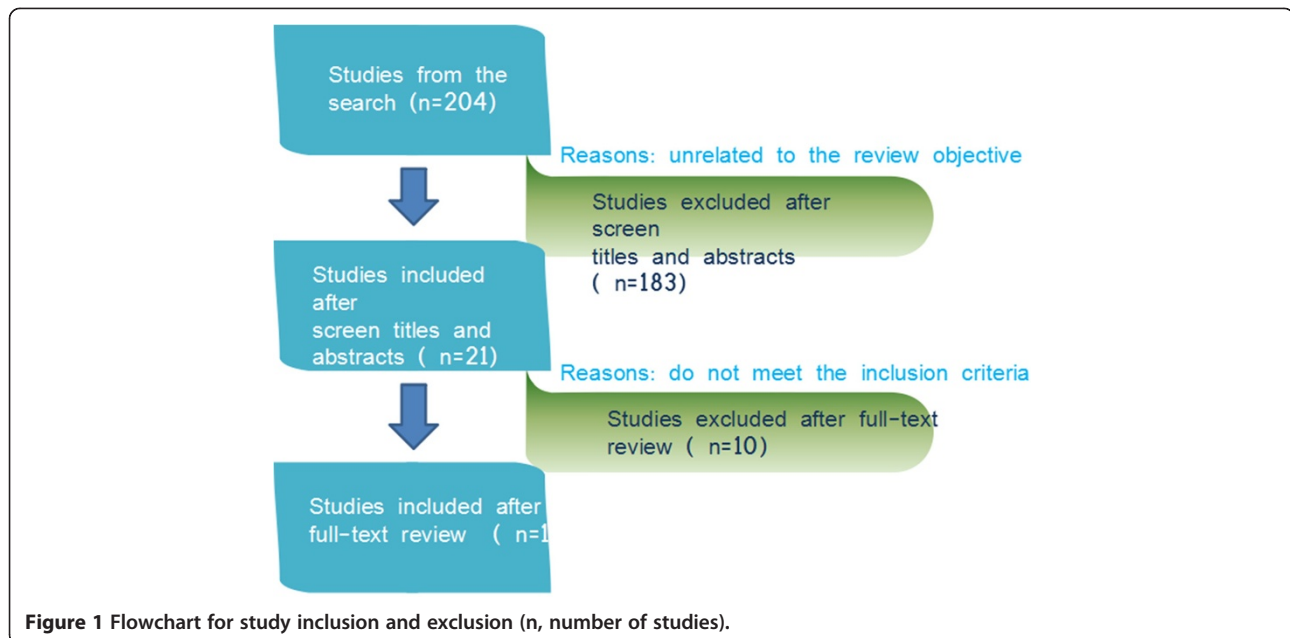 Studies from the
search (n=204)
Reasons: unrelated to the review objective
Studies excluded after
screen
titles and abstracts
( n=183)
Studies included
after
screen titles and
abstracts ( n=21)
Reasons: do not meet the inclusion criteria
Studies excluded after full-text
review ( n=10)
Studies included after
full-text review ( n=1
Figure 1 Flowchart for study inclusion and exclusion (n, number of studies).